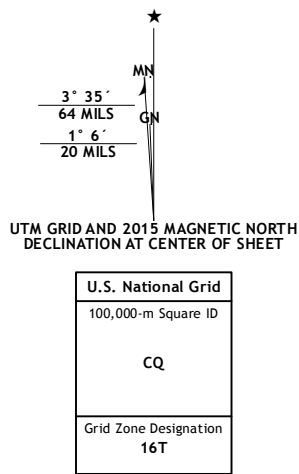 ★
MN
3° 35´
64 MILS
GN
1° 6´
20 MILS
UTM GRID AND 2015 MAGNETIC NORTH
DECLINATION AT CENTER OF SHEET
U.S. National Grid
100,000-m Square ID
CQ
Grid Zone Designation
16T